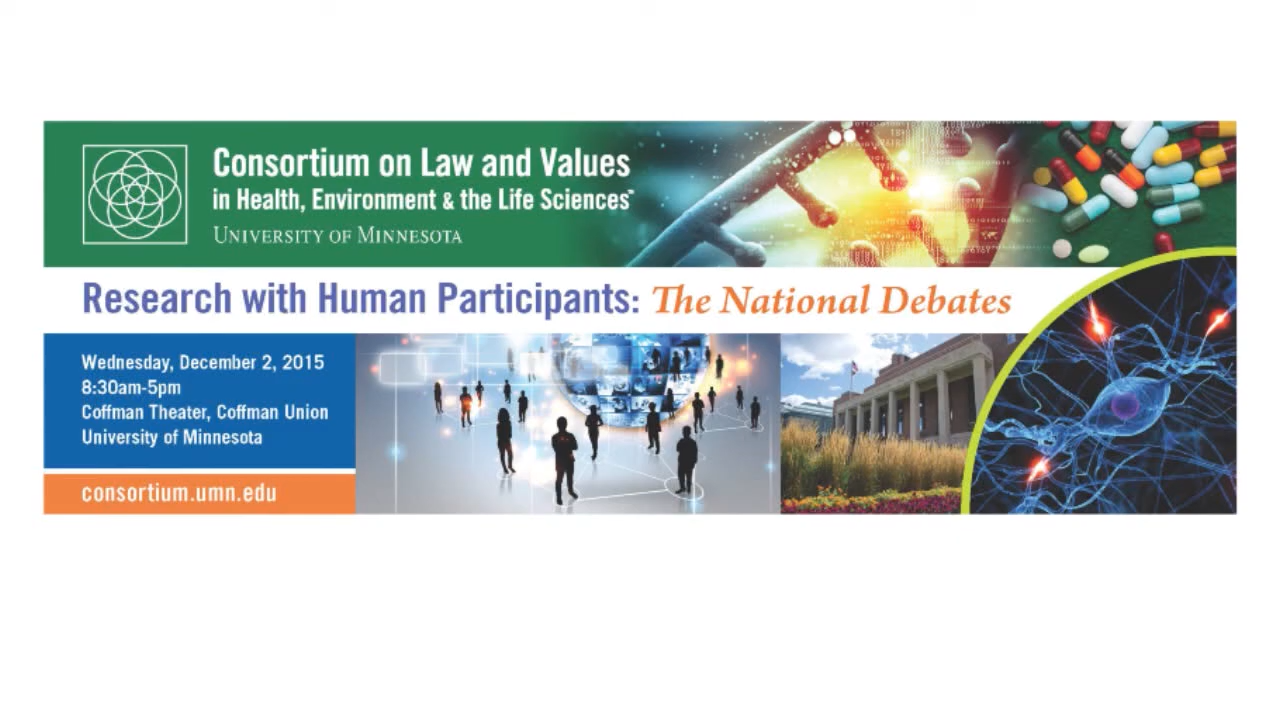 Consortium on Law and Values
in Health, Environment & the Life Sciences™
UNIVERSITY OF MINNESOTA
Research with Human Participants: The National Debates
Wednesday, December 2, 2015
8:30am-5pm
Coffman Theater, Coffman Union
University of Minnesota
consortium.umn.edu